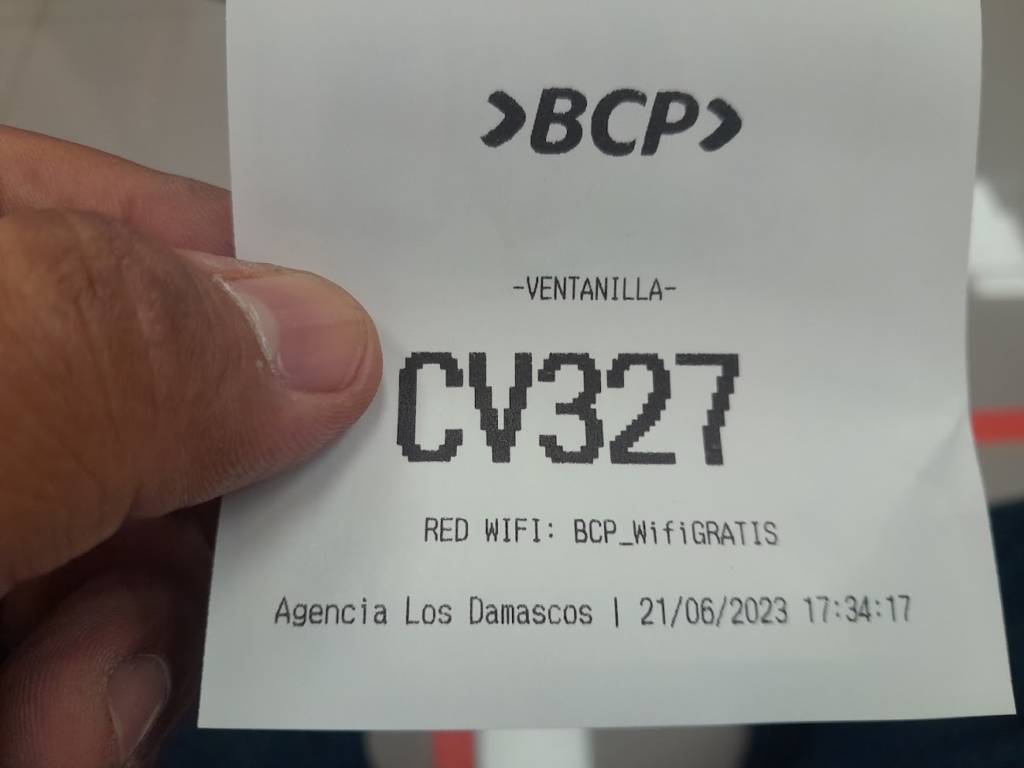 >BCP>
-VENTANILLA-
CV327
RED WIFI: BCP_WifiGRATIS
Agencia Los Damascos | 21/06/2023 17:34:17